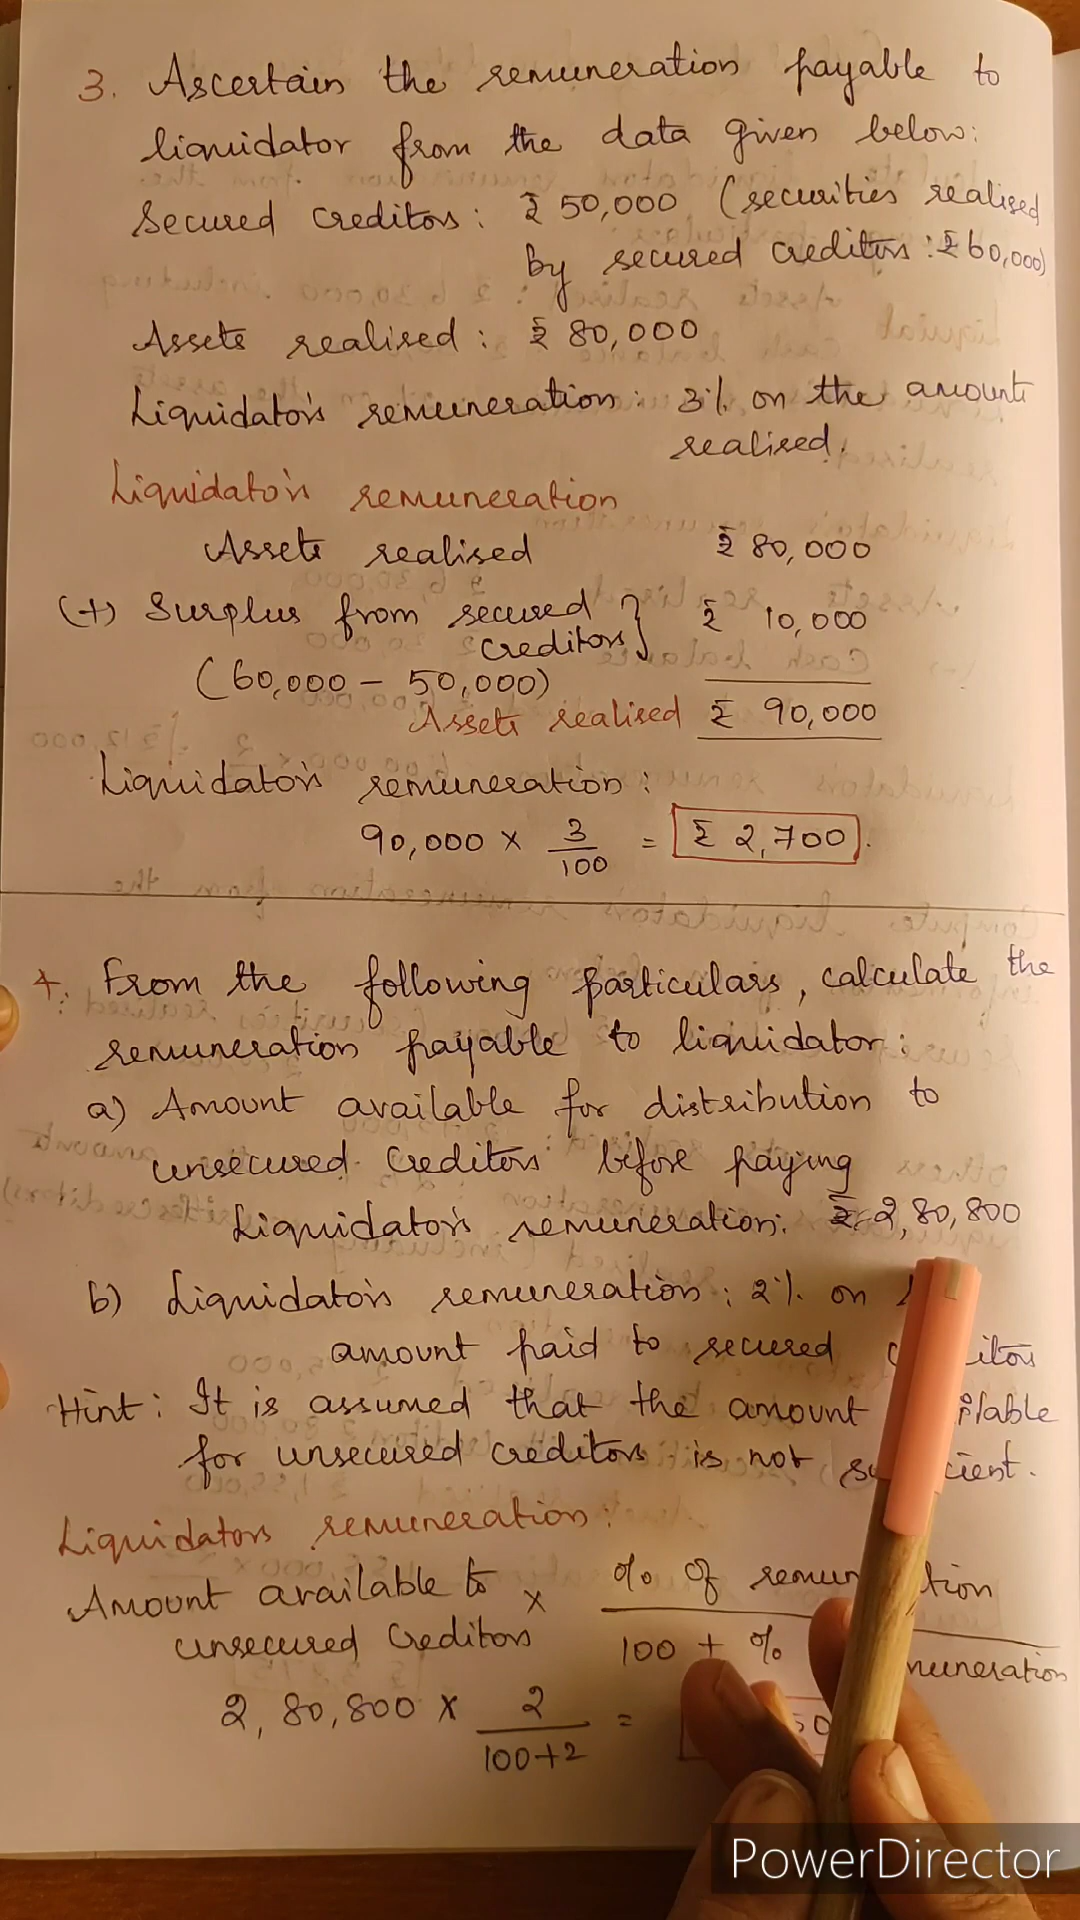 3. Ascertain the remuneration payable to
liquidator from the data given below:
Secured Creditors: ₹ 50,000 (securities realised
by secured creditors: ₹ 60,000)
Assets realised: ₹ 80,000
Liquidator's remuneration: 3% on the amount
realised.
Liquidator's remuneration
Assets realised ₹ 80,000
(+) Surplus from secured creditors} ₹ 10,000
(60,000 - 50,000)
Assets realised ₹ 90,000
Liquidator's remuneration:
90,000 × 3/100 = ₹ 2,700.
4. From the following particulars, calculate the
remuneration payable to liquidator:
a) Amount available for distribution to
unsecured Creditors before paying
Liquidator's remuneration: ₹ 2,80,800
b) Liquidator's remuneration: 2% on
amount paid to secured
Hint: It is assumed that the amount
for unsecured creditors is not
Liquidators remuneration:
Amount available to unsecured Creditors × % of / 100 + %
2,80,800 × 2/100+2 =
PowerDirector